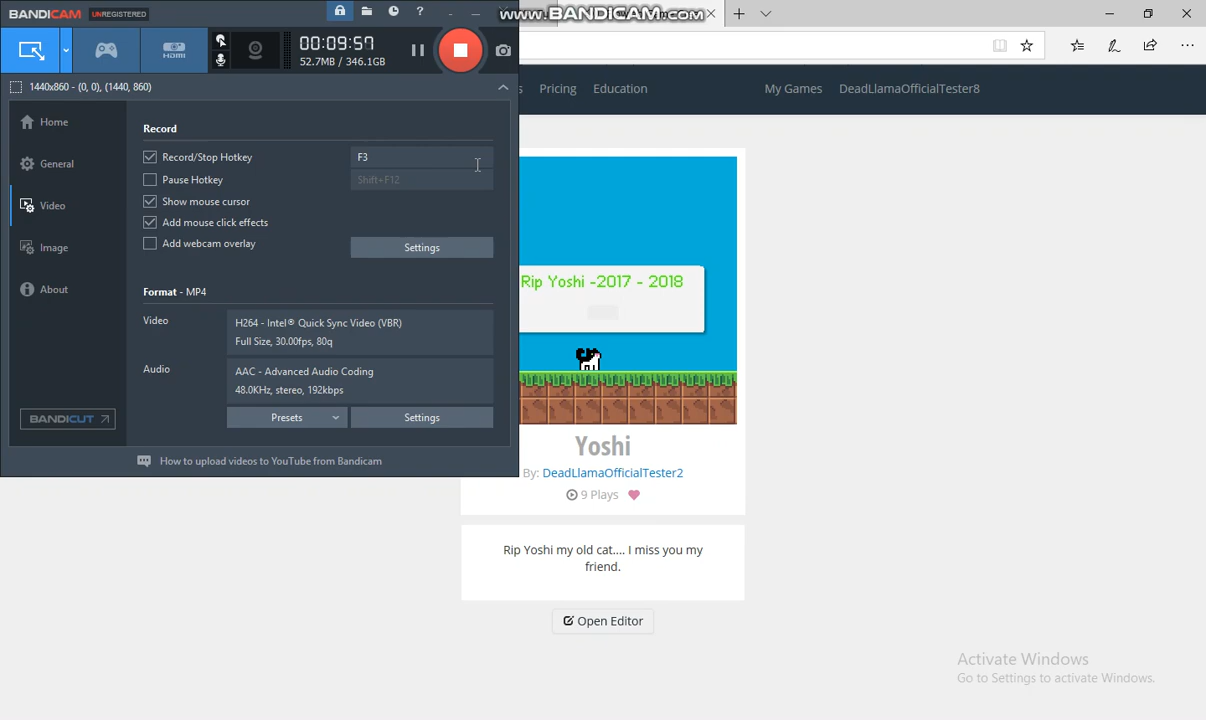 BANDICAM UNREGISTERED
www.BANDICAM.com
00:09:57
52.7MB / 346.1GB
HDMI
1440x860 - (0, 0), (1440, 860)
s Pricing Education My Games DeadLlamaOfficialTester8
Home
General
Video
Image
About
BANDICUT
Record
Record/Stop Hotkey F3
Pause Hotkey Shift+F12
Show mouse cursor
Add mouse click effects
Add webcam overlay Settings
Format - MP4
Video H264 - Intel® Quick Sync Video (VBR)
Full Size, 30.00fps, 80q
Audio AAC - Advanced Audio Coding
48.0KHz, stereo, 192kbps
Presets Settings
How to upload videos to YouTube from Bandicam
Rip Yoshi -2017 - 2018
Yoshi
By: DeadLlamaOfficialTester2
9 Plays
Rip Yoshi my old cat.... I miss you my
friend.
Open Editor
Activate Windows
Go to Settings to activate Windows.